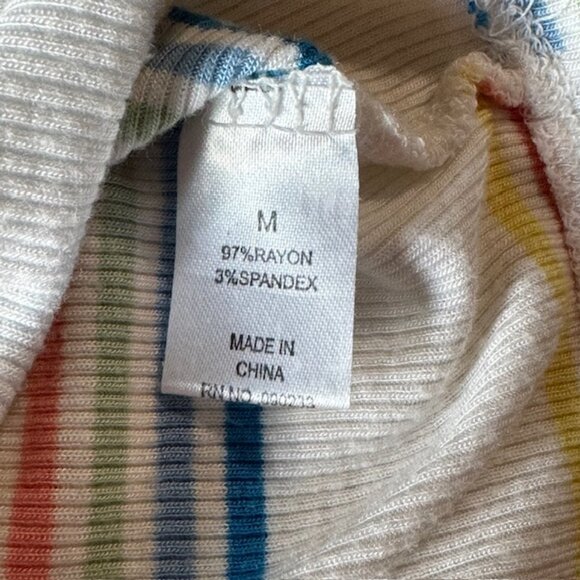 M
97%RAYON
3%SPANDEX
MADE IN
CHINA
RN NO.